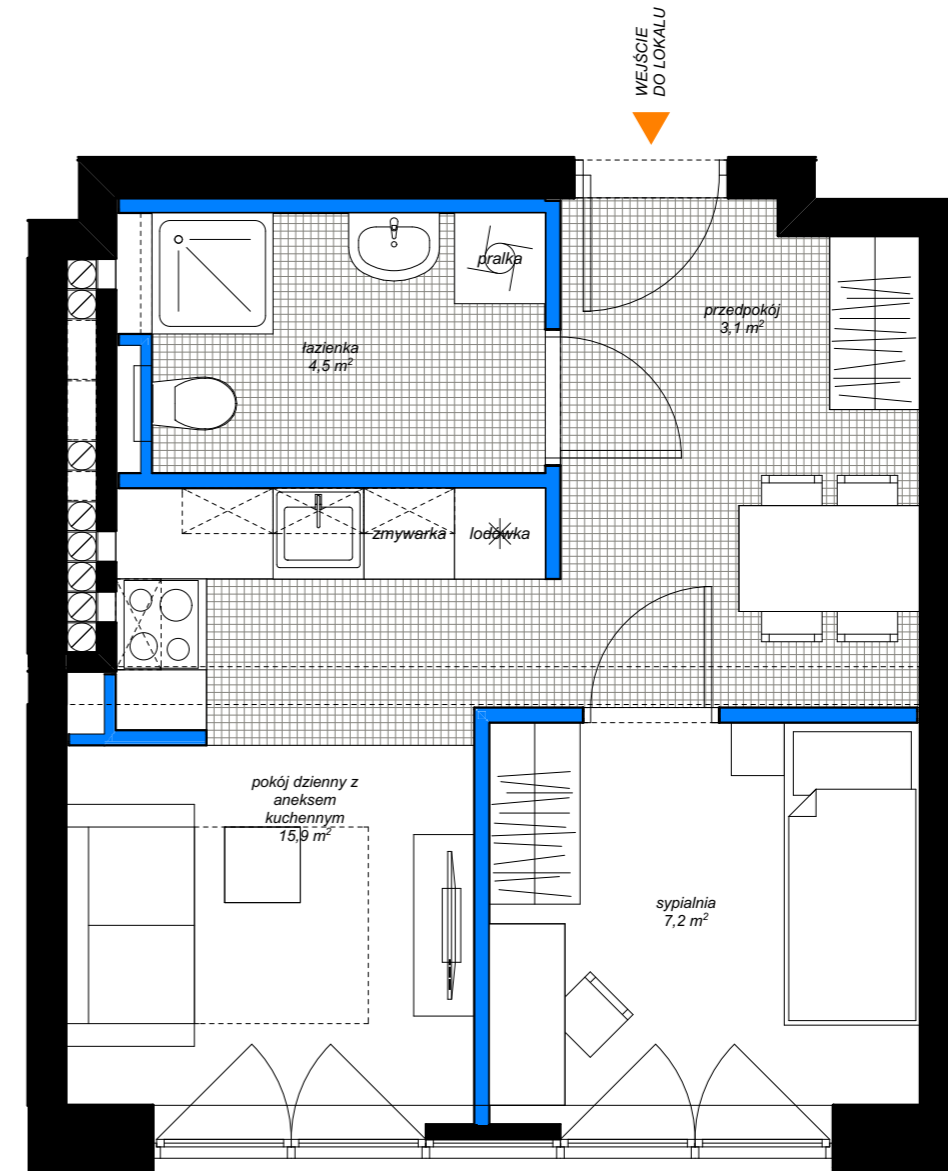 WEJŚCIE
DO LOKALU
pralka
przedpokój
3,1 m²
łazienka
4,5 m²
zmywarka
lodówka
pokój dzienny z
aneksem
kuchennym
15,9 m²
sypialnia
7,2 m²